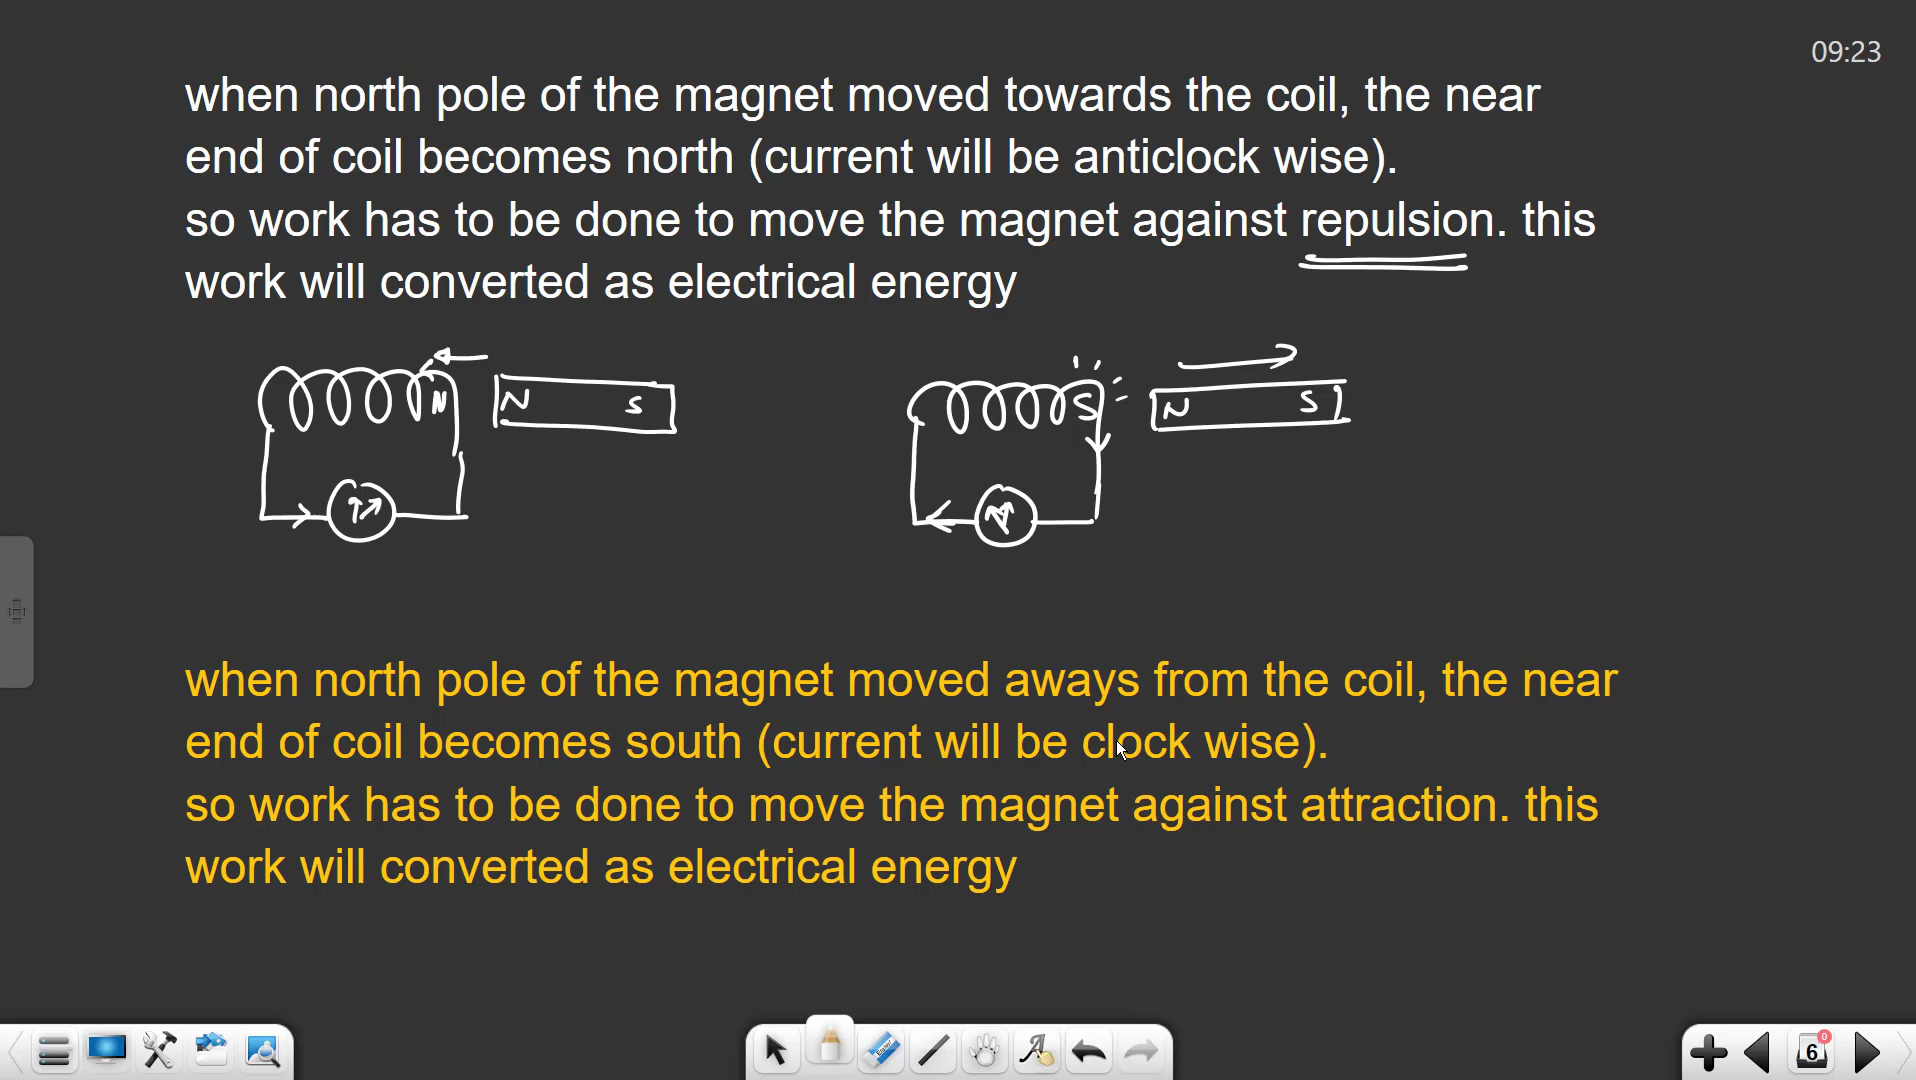 09:23
when north pole of the magnet moved towards the coil, the near
end of coil becomes north (current will be anticlock wise).
so work has to be done to move the magnet against repulsion. this
work will converted as electrical energy
N N S S N S
when north pole of the magnet moved aways from the coil, the near
end of coil becomes south (current will be clock wise).
so work has to be done to move the magnet against attraction. this
work will converted as electrical energy
Eraser A 6 0